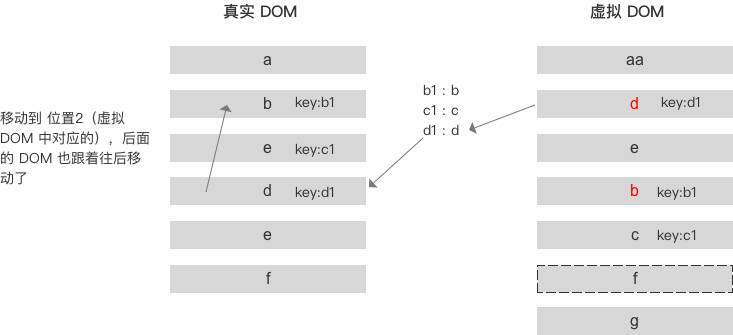 真实 DOM
虚拟 DOM
a
aa
b1：b
c1：c
d1：d
b key:b1
d key:d1
移动到 位置2（虚拟
DOM 中对应的），后面
的 DOM 也跟着往后移
动了
e key:c1
e
d key:d1
b key:b1
e
c key:c1
f
f
g